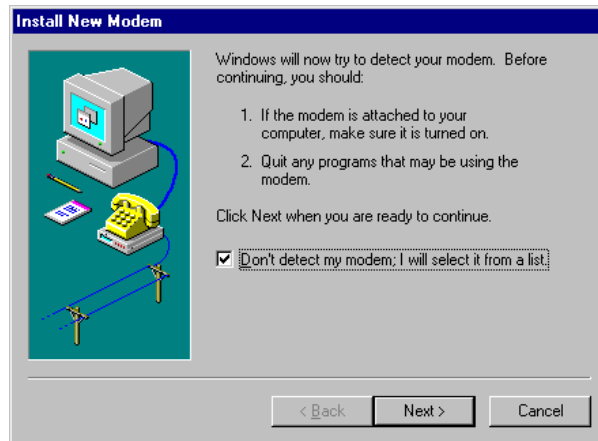 Install New Modem
Windows will now try to detect your modem. Before
continuing, you should:
1. If the modem is attached to your
computer, make sure it is turned on.
2. Quit any programs that may be using the
modem.
Click Next when you are ready to continue.
Don't detect my modem; I will select it from a list.
< Back
Next >
Cancel